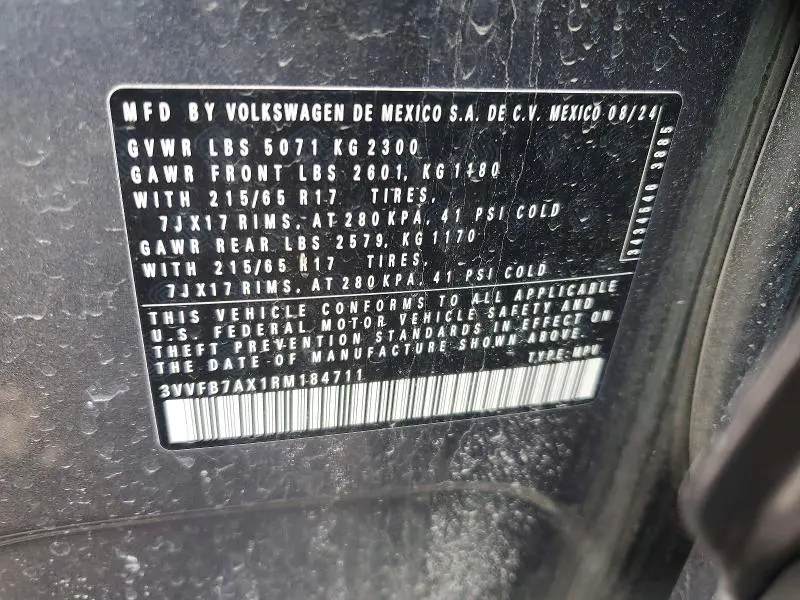 MFD BY VOLKSWAGEN DE MEXICO S.A. DE C.V. MEXICO 08/24
GVWR LBS 5071 KG 2300
GAWR FRONT LBS 2601, KG 1180
WITH 215/65 R17 TIRES,
7JX17 RIMS, AT 280 KPA, 41 PSI COLD
GAWR REAR LBS 2579, KG 1170
WITH 215/65 R17 TIRES,
7JX17 RIMS, AT 280 KPA, 41 PSI COLD
THIS VEHICLE CONFORMS TO ALL APPLICABLE
U.S. FEDERAL MOTOR VEHICLE SAFETY AND
THEFT PREVENTION STANDARDS IN EFFECT ON
THE DATE OF MANUFACTURE SHOWN ABOVE.
TYPE: MPV
3VVFB7AX1RM184711
3885